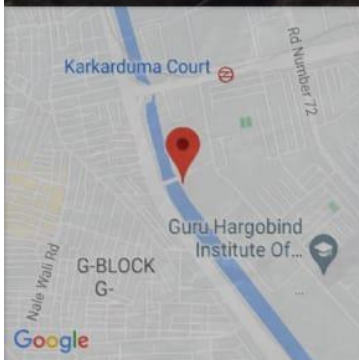 Karkarduma Court
Rd Number 72
Guru Hargobind
Institute Of...
G-BLOCK
G-
Nale Wali Rd
...
Google